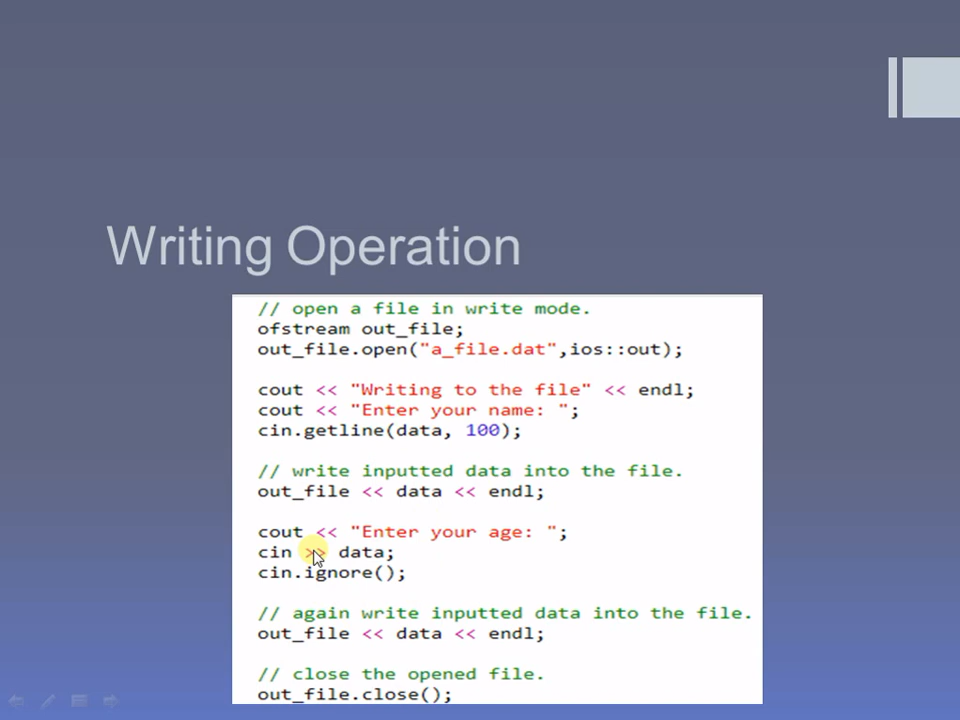 Writing Operation
// open a file in write mode.
ofstream out_file;
out_file.open("a_file.dat",ios::out);
cout << "Writing to the file" << endl;
cout << "Enter your name: ";
cin.getline(data, 100);
// write inputted data into the file.
out_file << data << endl;
cout << "Enter your age: ";
cin >> data;
cin.ignore();
// again write inputted data into the file.
out_file << data << endl;
// close the opened file.
out_file.close();